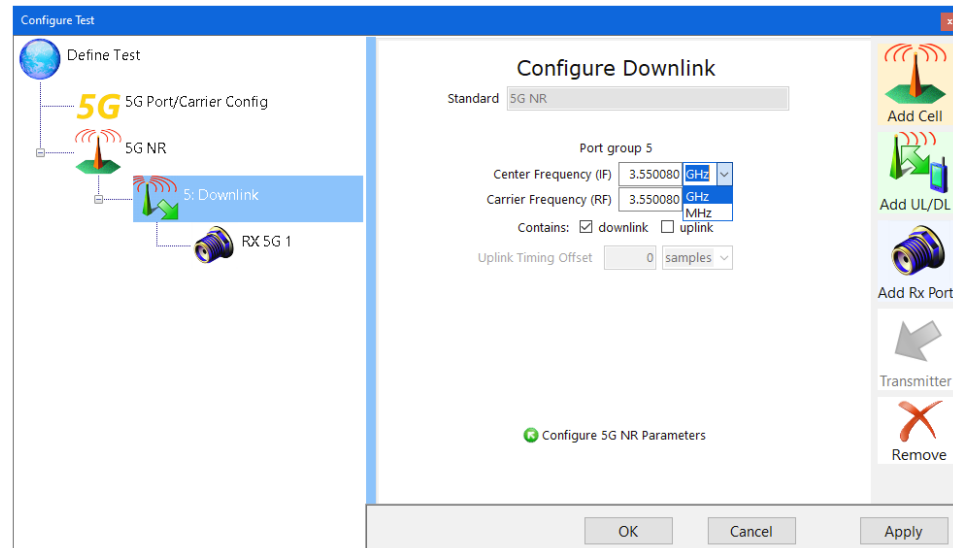 Configure Test
x
Define Test
5G 5G Port/Carrier Config
5G NR
5: Downlink
RX 5G 1
Configure Downlink
Standard 5G NR
Port group 5
Center Frequency (IF) 3.550080 GHz
Carrier Frequency (RF) 3.550080 GHz
MHz
Contains: downlink uplink
Uplink Timing Offset 0 samples
Configure 5G NR Parameters
Add Cell
Add UL/DL
Add Rx Port
Transmitter
Remove
OK Cancel Apply